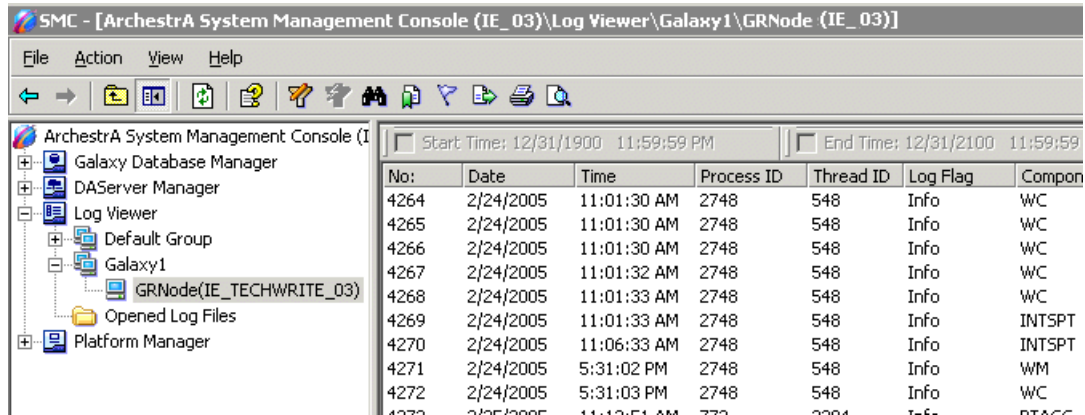 SMC - [ArchestrA System Management Console (IE_03)\Log Viewer\Galaxy1\GRNode (IE_03)]
File Action View Help
ArchestrA System Management Console (I
Galaxy Database Manager
DAServer Manager
Log Viewer
Default Group
Galaxy1
GRNode(IE_TECHWRITE_03)
Opened Log Files
Platform Manager
Start Time: 12/31/1900 11:59:59 PM End Time: 12/31/2100 11:59:59
No: Date Time Process ID Thread ID Log Flag Compon
4264 2/24/2005 11:01:30 AM 2748 548 Info WC
4265 2/24/2005 11:01:30 AM 2748 548 Info WC
4266 2/24/2005 11:01:30 AM 2748 548 Info WC
4267 2/24/2005 11:01:32 AM 2748 548 Info WC
4268 2/24/2005 11:01:33 AM 2748 548 Info WC
4269 2/24/2005 11:01:33 AM 2748 548 Info INTSPT
4270 2/24/2005 11:06:33 AM 2748 548 Info INTSPT
4271 2/24/2005 5:31:02 PM 2748 548 Info WM
4272 2/24/2005 5:31:03 PM 2748 548 Info WC